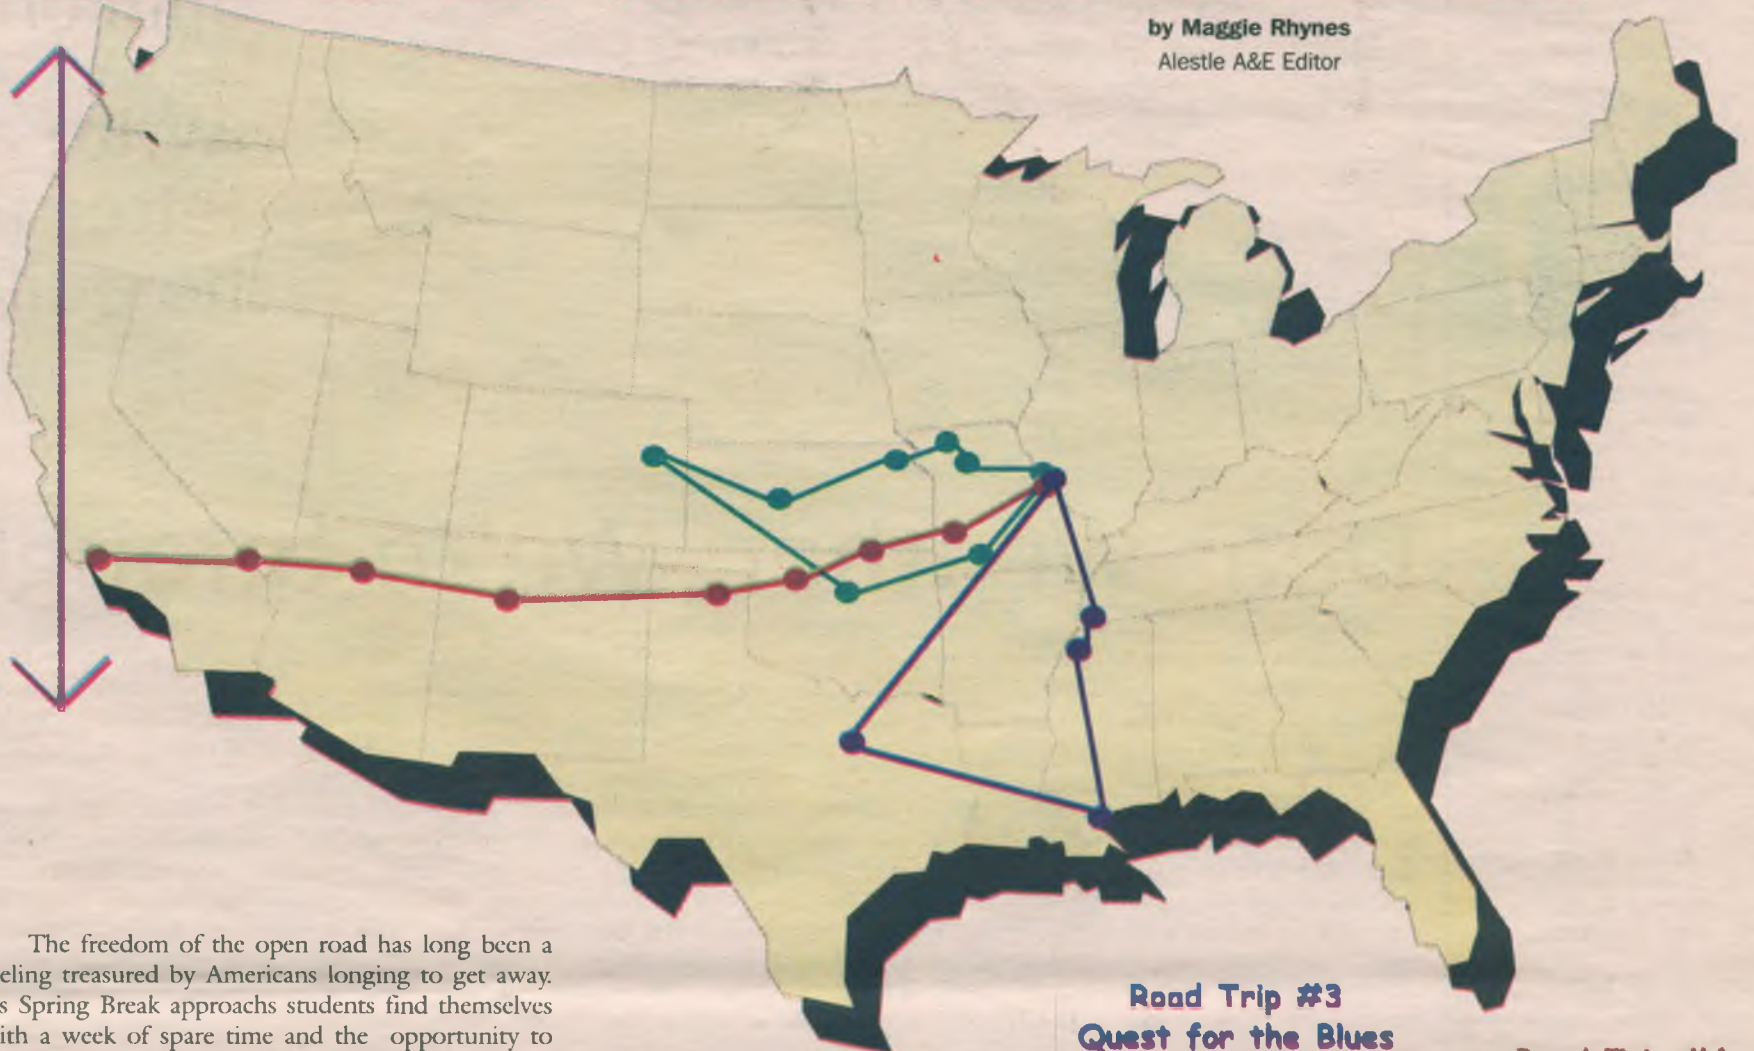 by Maggie Rhynes
Alestle A&E Editor
The freedom of the open road has long been a
eling treasured by Americans longing to get away.
s Spring Break approachs students find themselves
ith a week of spare time and the opportunity to
Road Trip #3
Quest for the Blues